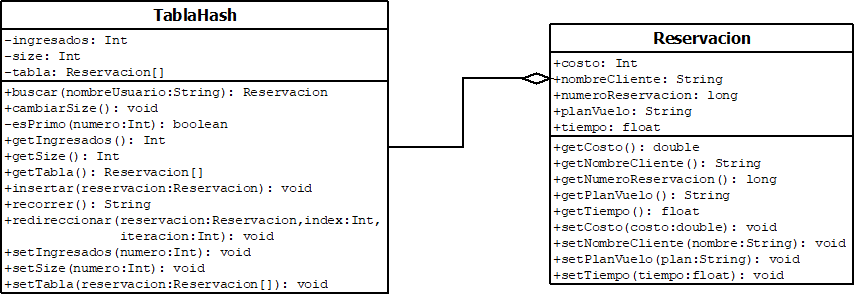 TablaHash
-ingresados: Int
-size: Int
-tabla: Reservacion[]
+buscar(nombreUsuario:String): Reservacion
+cambiarSize(): void
-esPrimo(numero:Int): boolean
+getIngresados(): Int
+getSize(): Int
+getTabla(): Reservacion[]
+insertar(reservacion:Reservacion): void
+recorrer(): String
+redireccionar(reservacion:Reservacion,index:Int,
iteracion:Int): void
+setIngresados(numero:Int): void
+setSize(numero:Int): void
+setTabla(reservacion:Reservacion[]): void
Reservacion
+costo: Int
+nombreCliente: String
+numeroReservacion: long
+planVuelo: String
+tiempo: float
+getCosto(): double
+getNombreCliente(): String
+getNumeroReservacion(): long
+getPlanVuelo(): String
+getTiempo(): float
+setCosto(costo:double): void
+setNombreCliente(nombre:String): void
+setPlanVuelo(plan:String): void
+setTiempo(tiempo:float): void